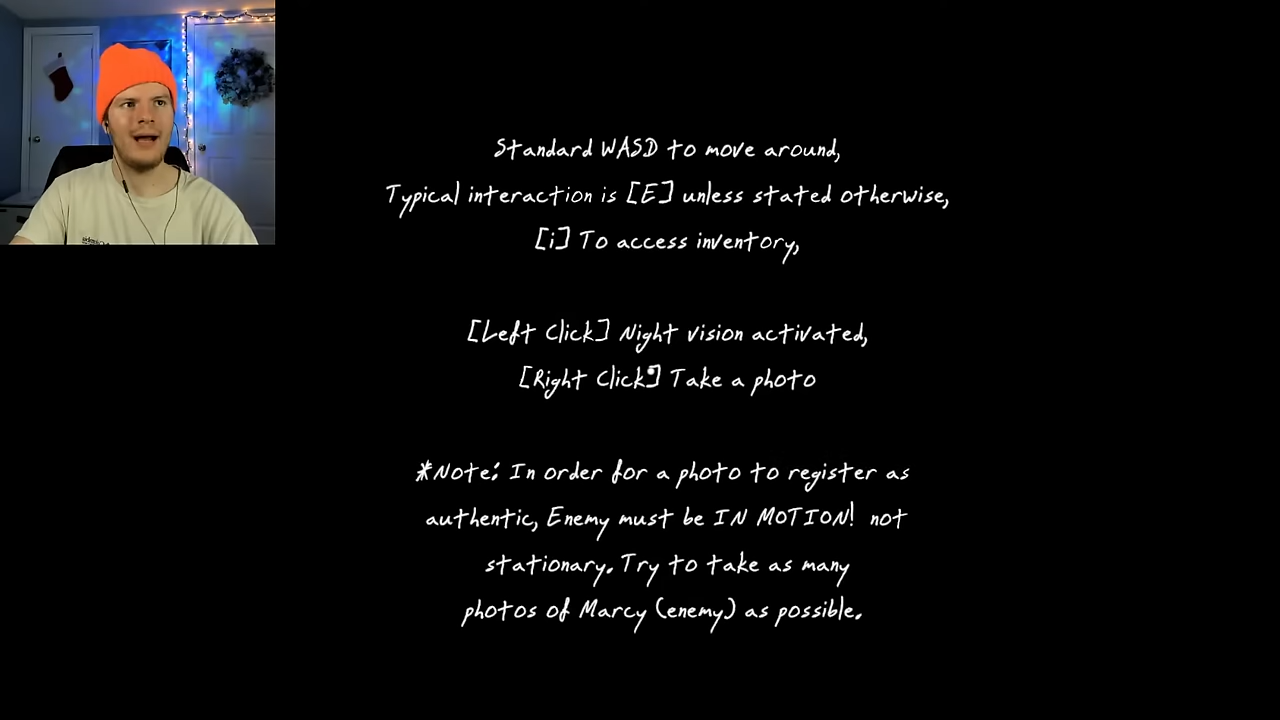 Standard WASD to move around,
Typical interaction is [E] unless stated otherwise,
[i] To access inventory,
[Left Click] Night vision activated,
[Right Click] Take a photo
*Note: In order for a photo to register as
authentic, Enemy must be IN MOTION! not
stationary. Try to take as many
photos of Marcy (enemy) as possible.